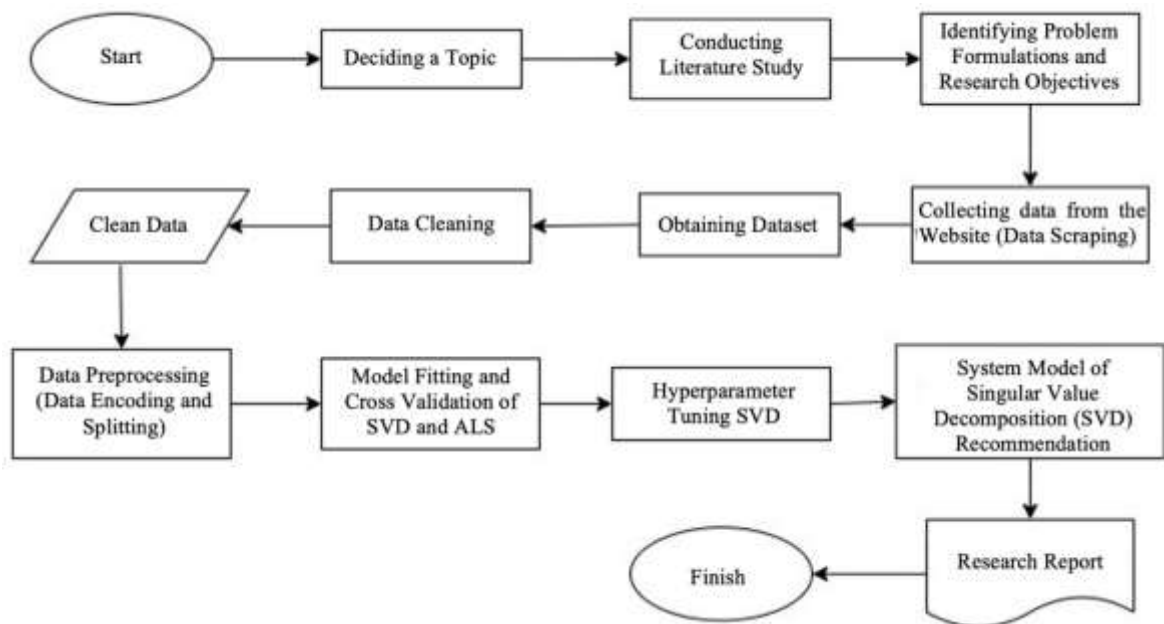 Start
Deciding a Topic
Conducting
Literature Study
Identifying Problem
Formulations and
Research Objectives
Collecting data from the
Website (Data Scraping)
Obtaining Dataset
Data Cleaning
Clean Data
Data Preprocessing
(Data Encoding and
Splitting)
Model Fitting and
Cross Validation of
SVD and ALS
Hyperparameter
Tuning SVD
System Model of
Singular Value
Decomposition (SVD)
Recommendation
Research Report
Finish